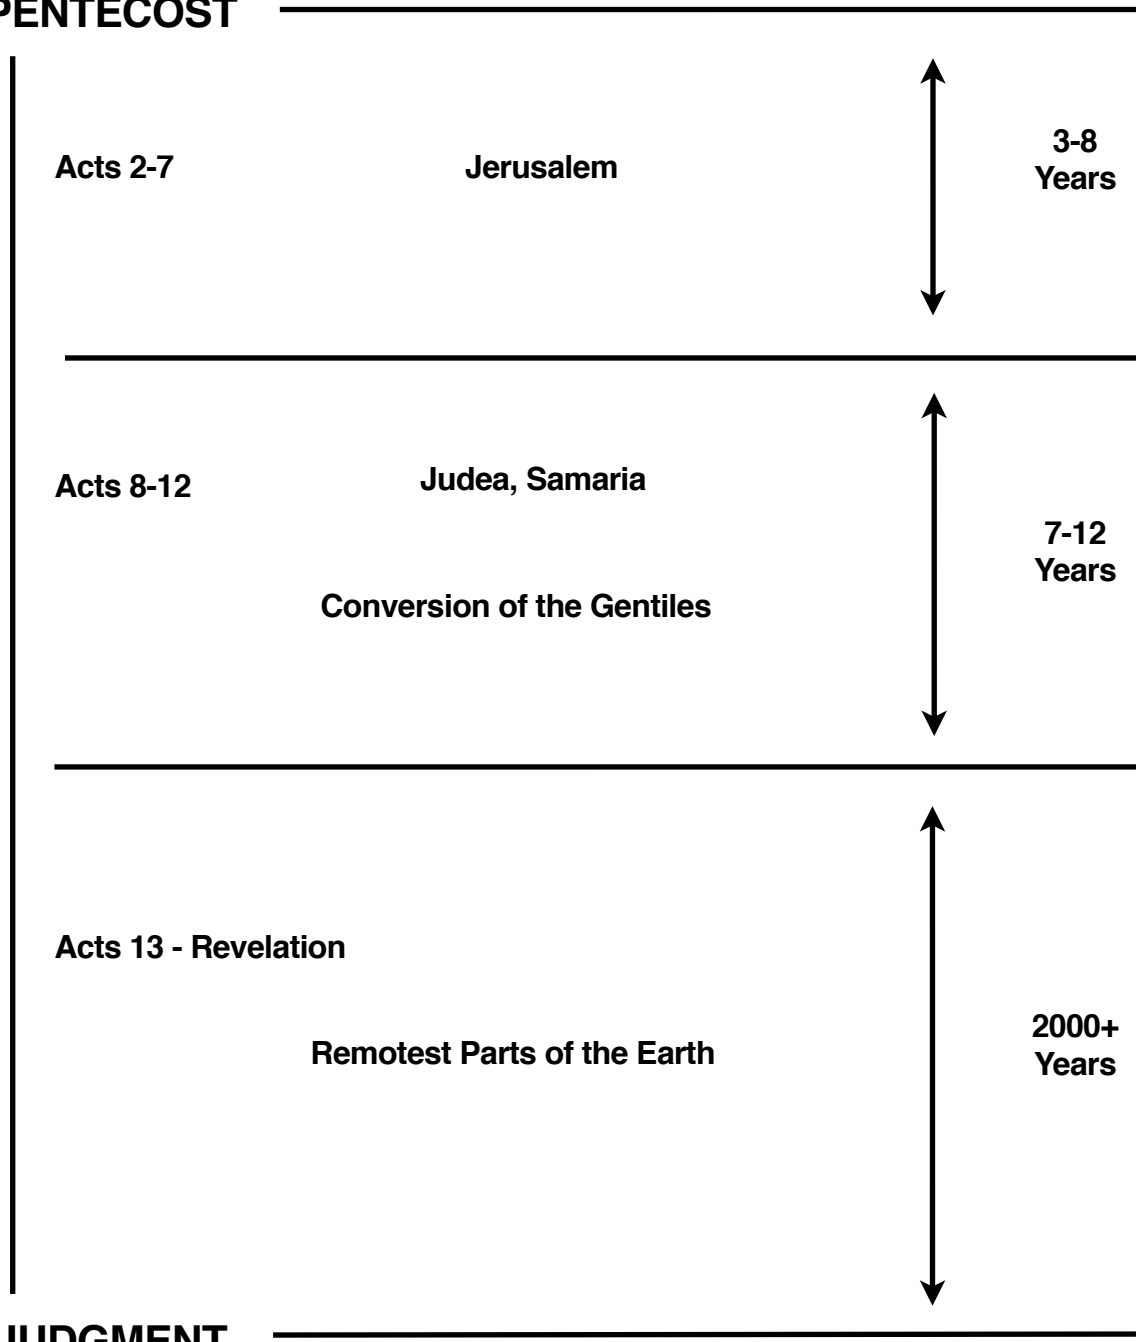 PENTECOST
Acts 2-7
Jerusalem
3-8
Years
Acts 8-12
Judea, Samaria
7-12
Years
Conversion of the Gentiles
Acts 13 - Revelation
Remotest Parts of the Earth
2000+
Years
JUDGMENT